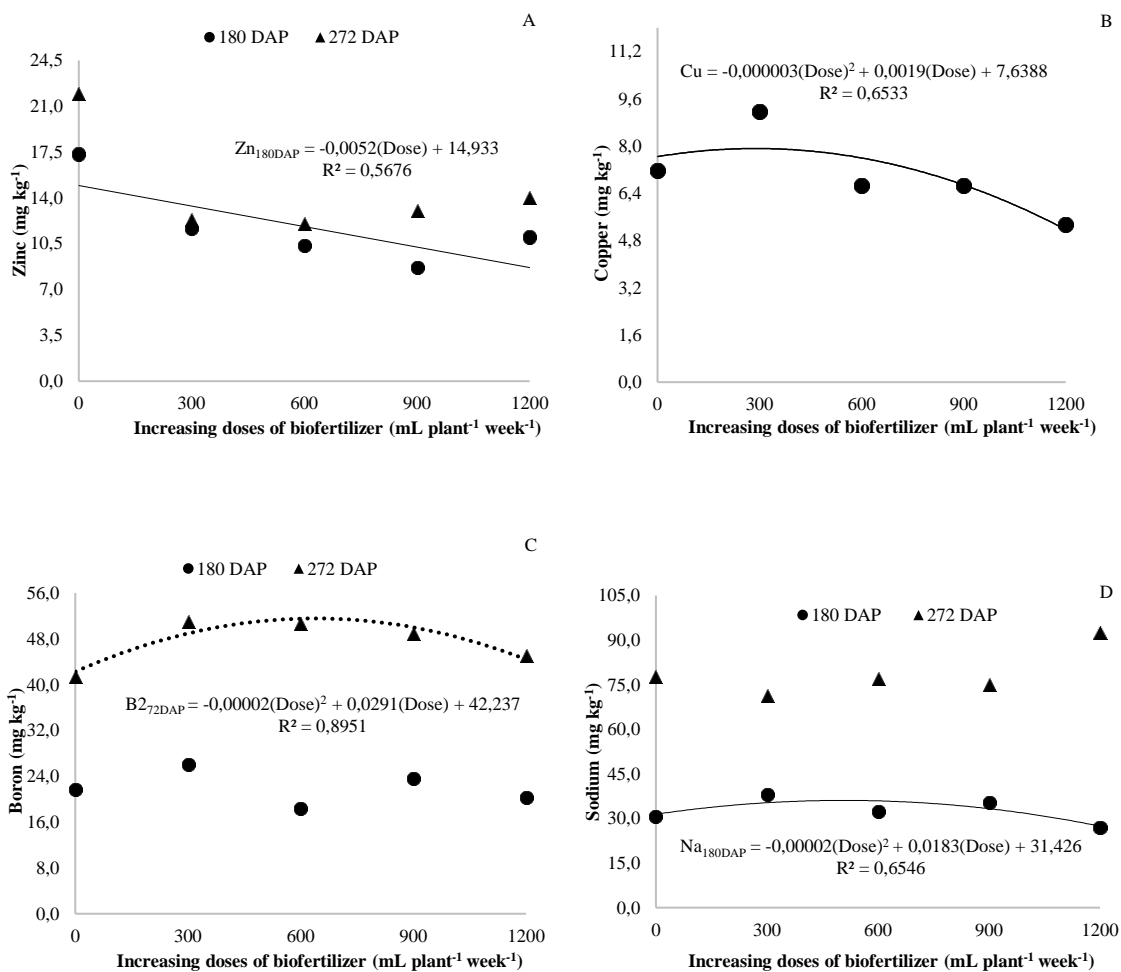 A
● 180 DAP ▲ 272 DAP
24,5
21,0
17,5
14,0
10,5
7,0
3,5
0,0
Zinc (mg kg⁻¹)
Zn₁₈₀DAP = -0,0052(Dose) + 14,933
R² = 0,5676
0 300 600 900 1200
Increasing doses of biofertilizer (mL plant⁻¹ week⁻¹)
B
11,2
9,6
8,0
6,4
4,8
3,2
1,6
0,0
Copper (mg kg⁻¹)
Cu = -0,000003(Dose)² + 0,0019(Dose) + 7,6388
R² = 0,6533
0 300 600 900 1200
Increasing doses of biofertilizer (mL plant⁻¹ week⁻¹)
C
● 180 DAP ▲ 272 DAP
56,0
48,0
40,0
32,0
24,0
16,0
8,0
0,0
Boron (mg kg⁻¹)
B2₇₂DAP = -0,00002(Dose)² + 0,0291(Dose) + 42,237
R² = 0,8951
0 300 600 900 1200
Increasing doses of biofertilizer (mL plant⁻¹ week⁻¹)
D
● 180 DAP ▲ 272 DAP
105,0
90,0
75,0
60,0
45,0
30,0
15,0
0,0
Sodium (mg kg⁻¹)
Na₁₈₀DAP = -0,00002(Dose)² + 0,0183(Dose) + 31,426
R² = 0,6546
0 300 600 900 1200
Increasing doses of biofertilizer (mL plant⁻¹ week⁻¹)